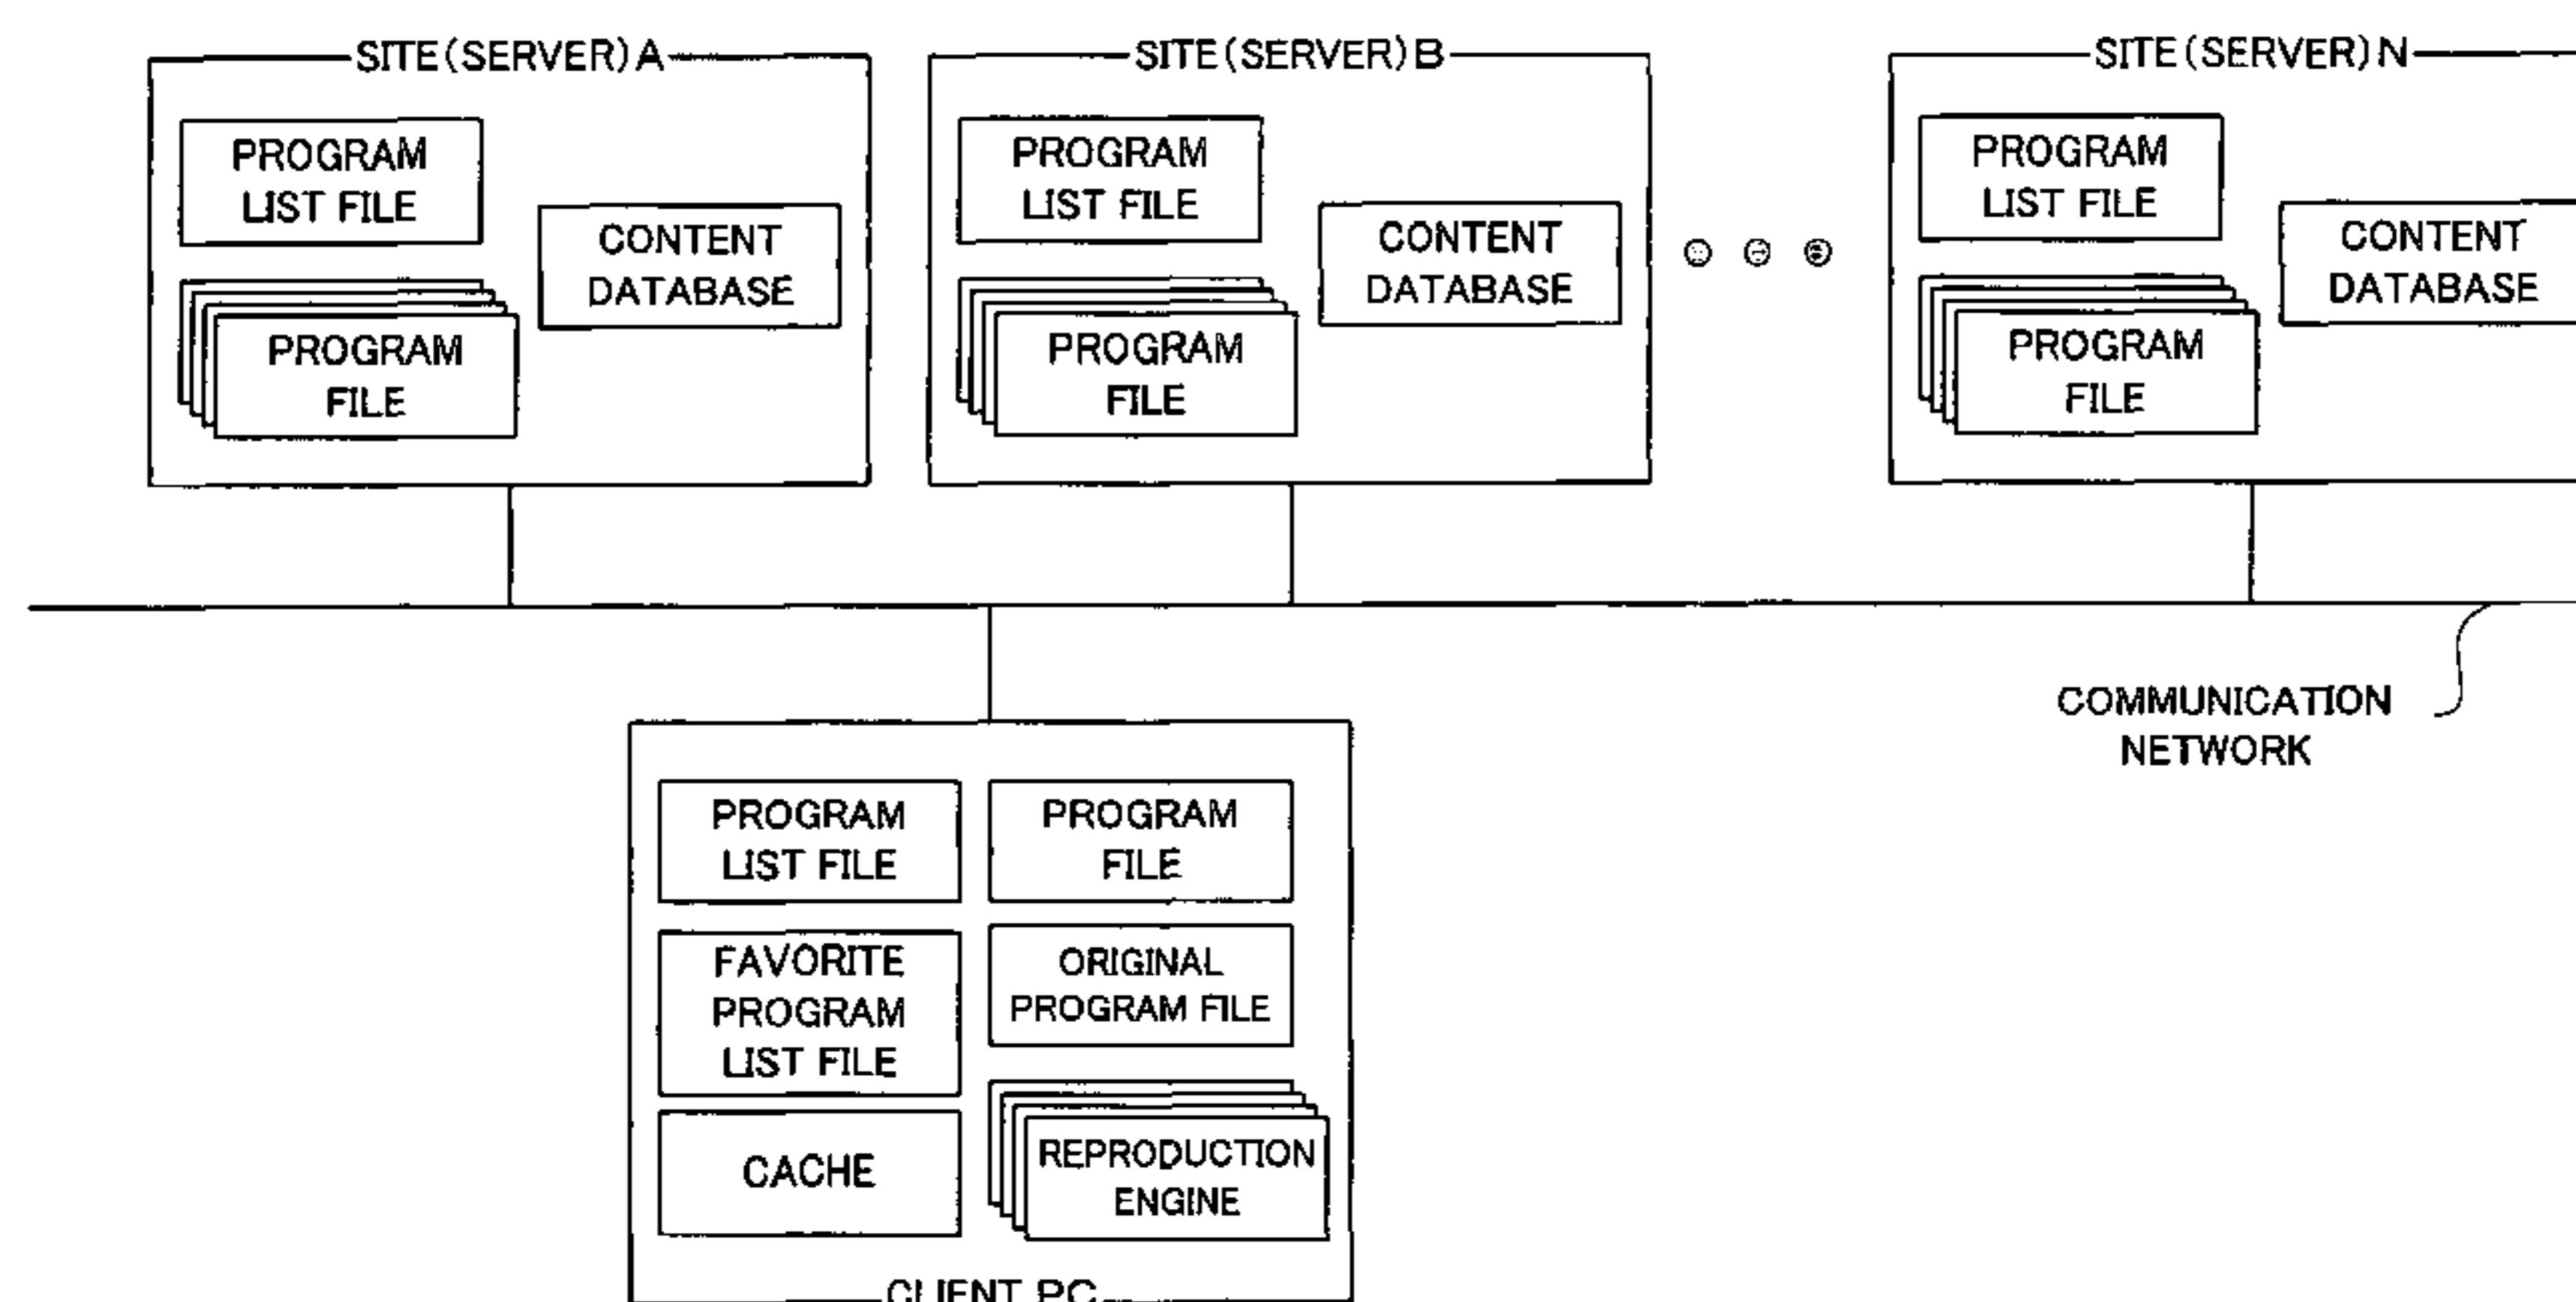 SITE(SERVER)A
PROGRAM
LIST FILE
CONTENT
DATABASE
PROGRAM
FILE
SITE(SERVER)B
PROGRAM
LIST FILE
CONTENT
DATABASE
PROGRAM
FILE
SITE(SERVER)N
PROGRAM
LIST FILE
CONTENT
DATABASE
PROGRAM
FILE
COMMUNICATION
NETWORK
PROGRAM
LIST FILE
PROGRAM
FILE
FAVORITE
PROGRAM
LIST FILE
ORIGINAL
PROGRAM FILE
CACHE
REPRODUCTION
ENGINE
CLIENT PC